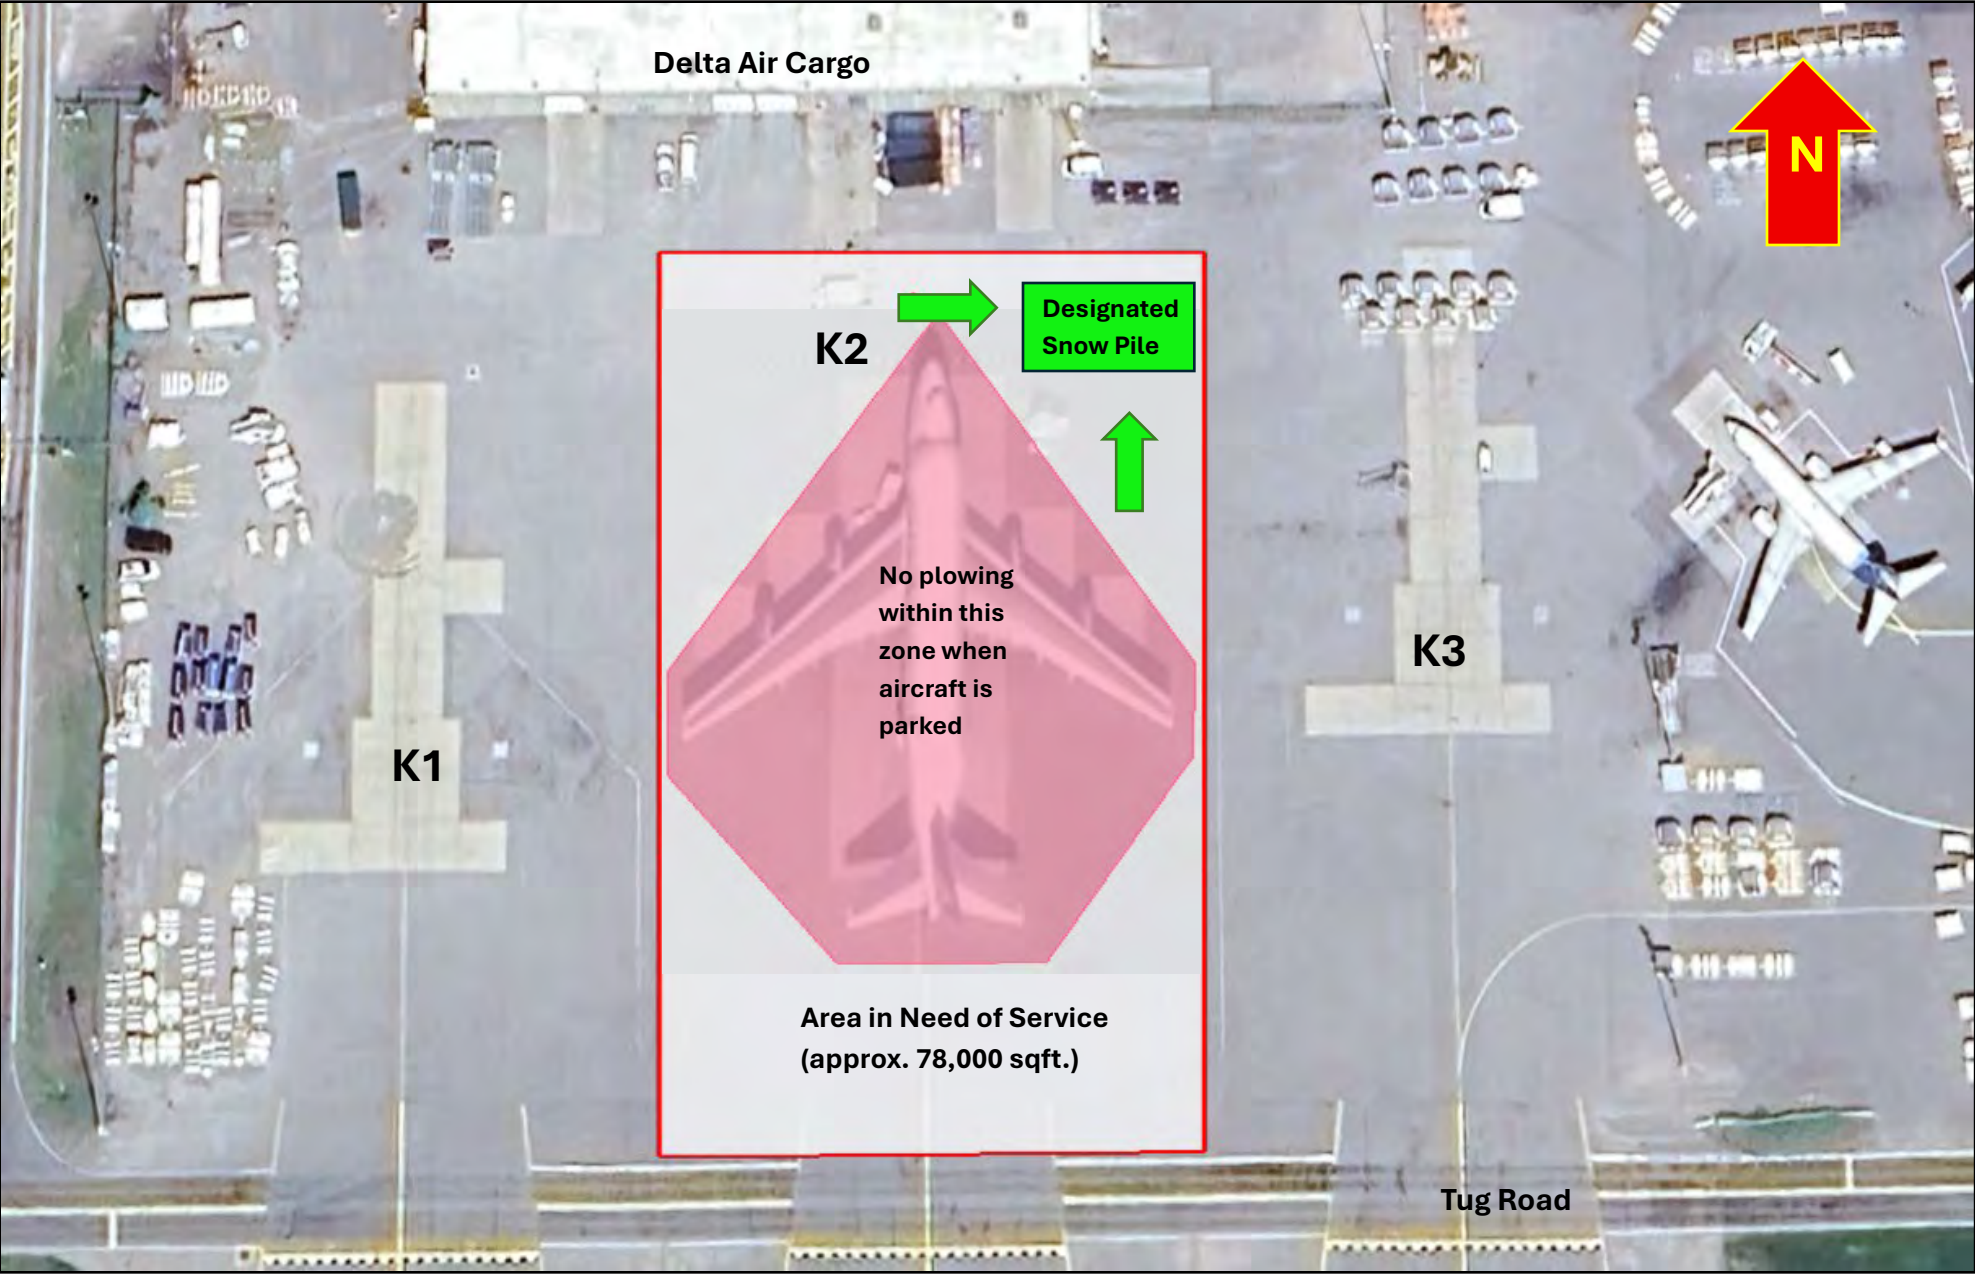 Delta Air Cargo
N
Designated
Snow Pile
K2
No plowing
within this
zone when
aircraft is
parked
K3
K1
Area in Need of Service
(approx. 78,000 sqft.)
Tug Road